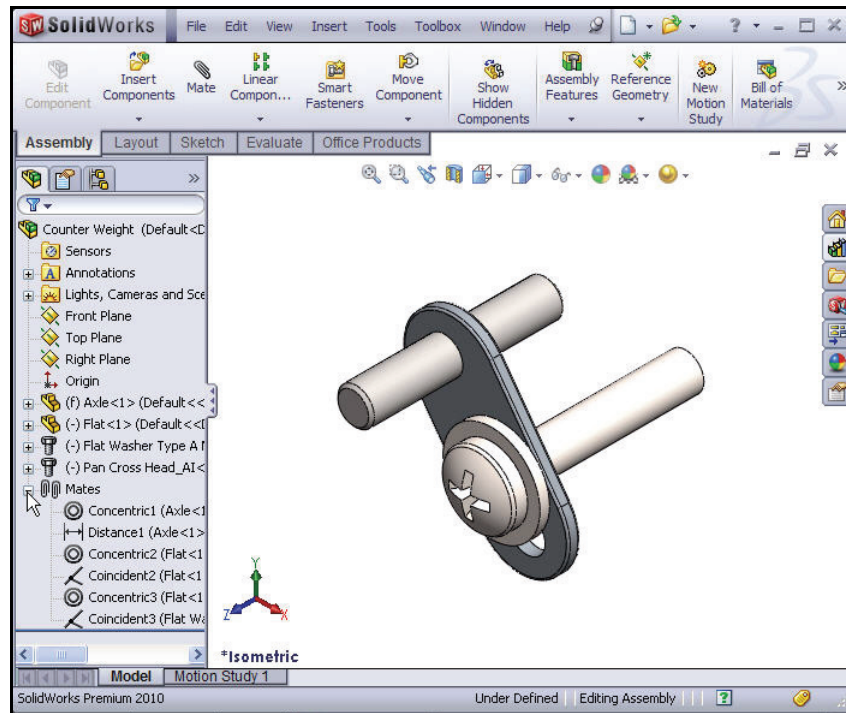 SolidWorks File Edit View Insert Tools Toolbox Window Help ?
Edit Component
Insert Components
Mate
Linear Compon...
Smart Fasteners
Move Component
Show Hidden Components
Assembly Features
Reference Geometry
New Motion Study
Bill of Materials
Assembly Layout Sketch Evaluate Office Products
Counter Weight (Default<D
Sensors
A Annotations
Lights, Cameras and Sce
Front Plane
Top Plane
Right Plane
Origin
(f) Axle<1> (Default<<
(-) Flat<1> (Default<<
(-) Flat Washer Type A
(-) Pan Cross Head_AI<
Mates
Concentric1 (Axle<1
Distance1 (Axle<1>
Concentric2 (Flat<1
Coincident2 (Flat<1
Concentric3 (Flat<1
Coincident3 (Flat Wa
Y
Z X
*Isometric
Model Motion Study 1
SolidWorks Premium 2010 Under Defined Editing Assembly ?